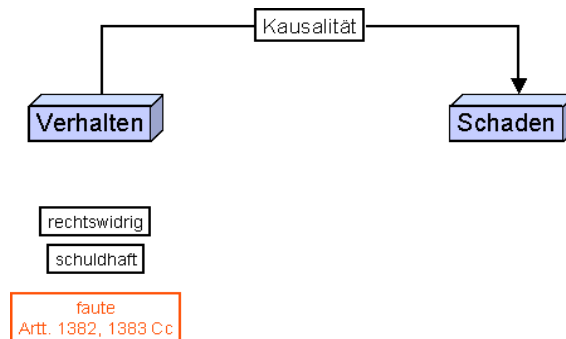 Kausalität
Verhalten
Schaden
rechtswidrig
schuldhaft
faute
Artt. 1382, 1383 Cc